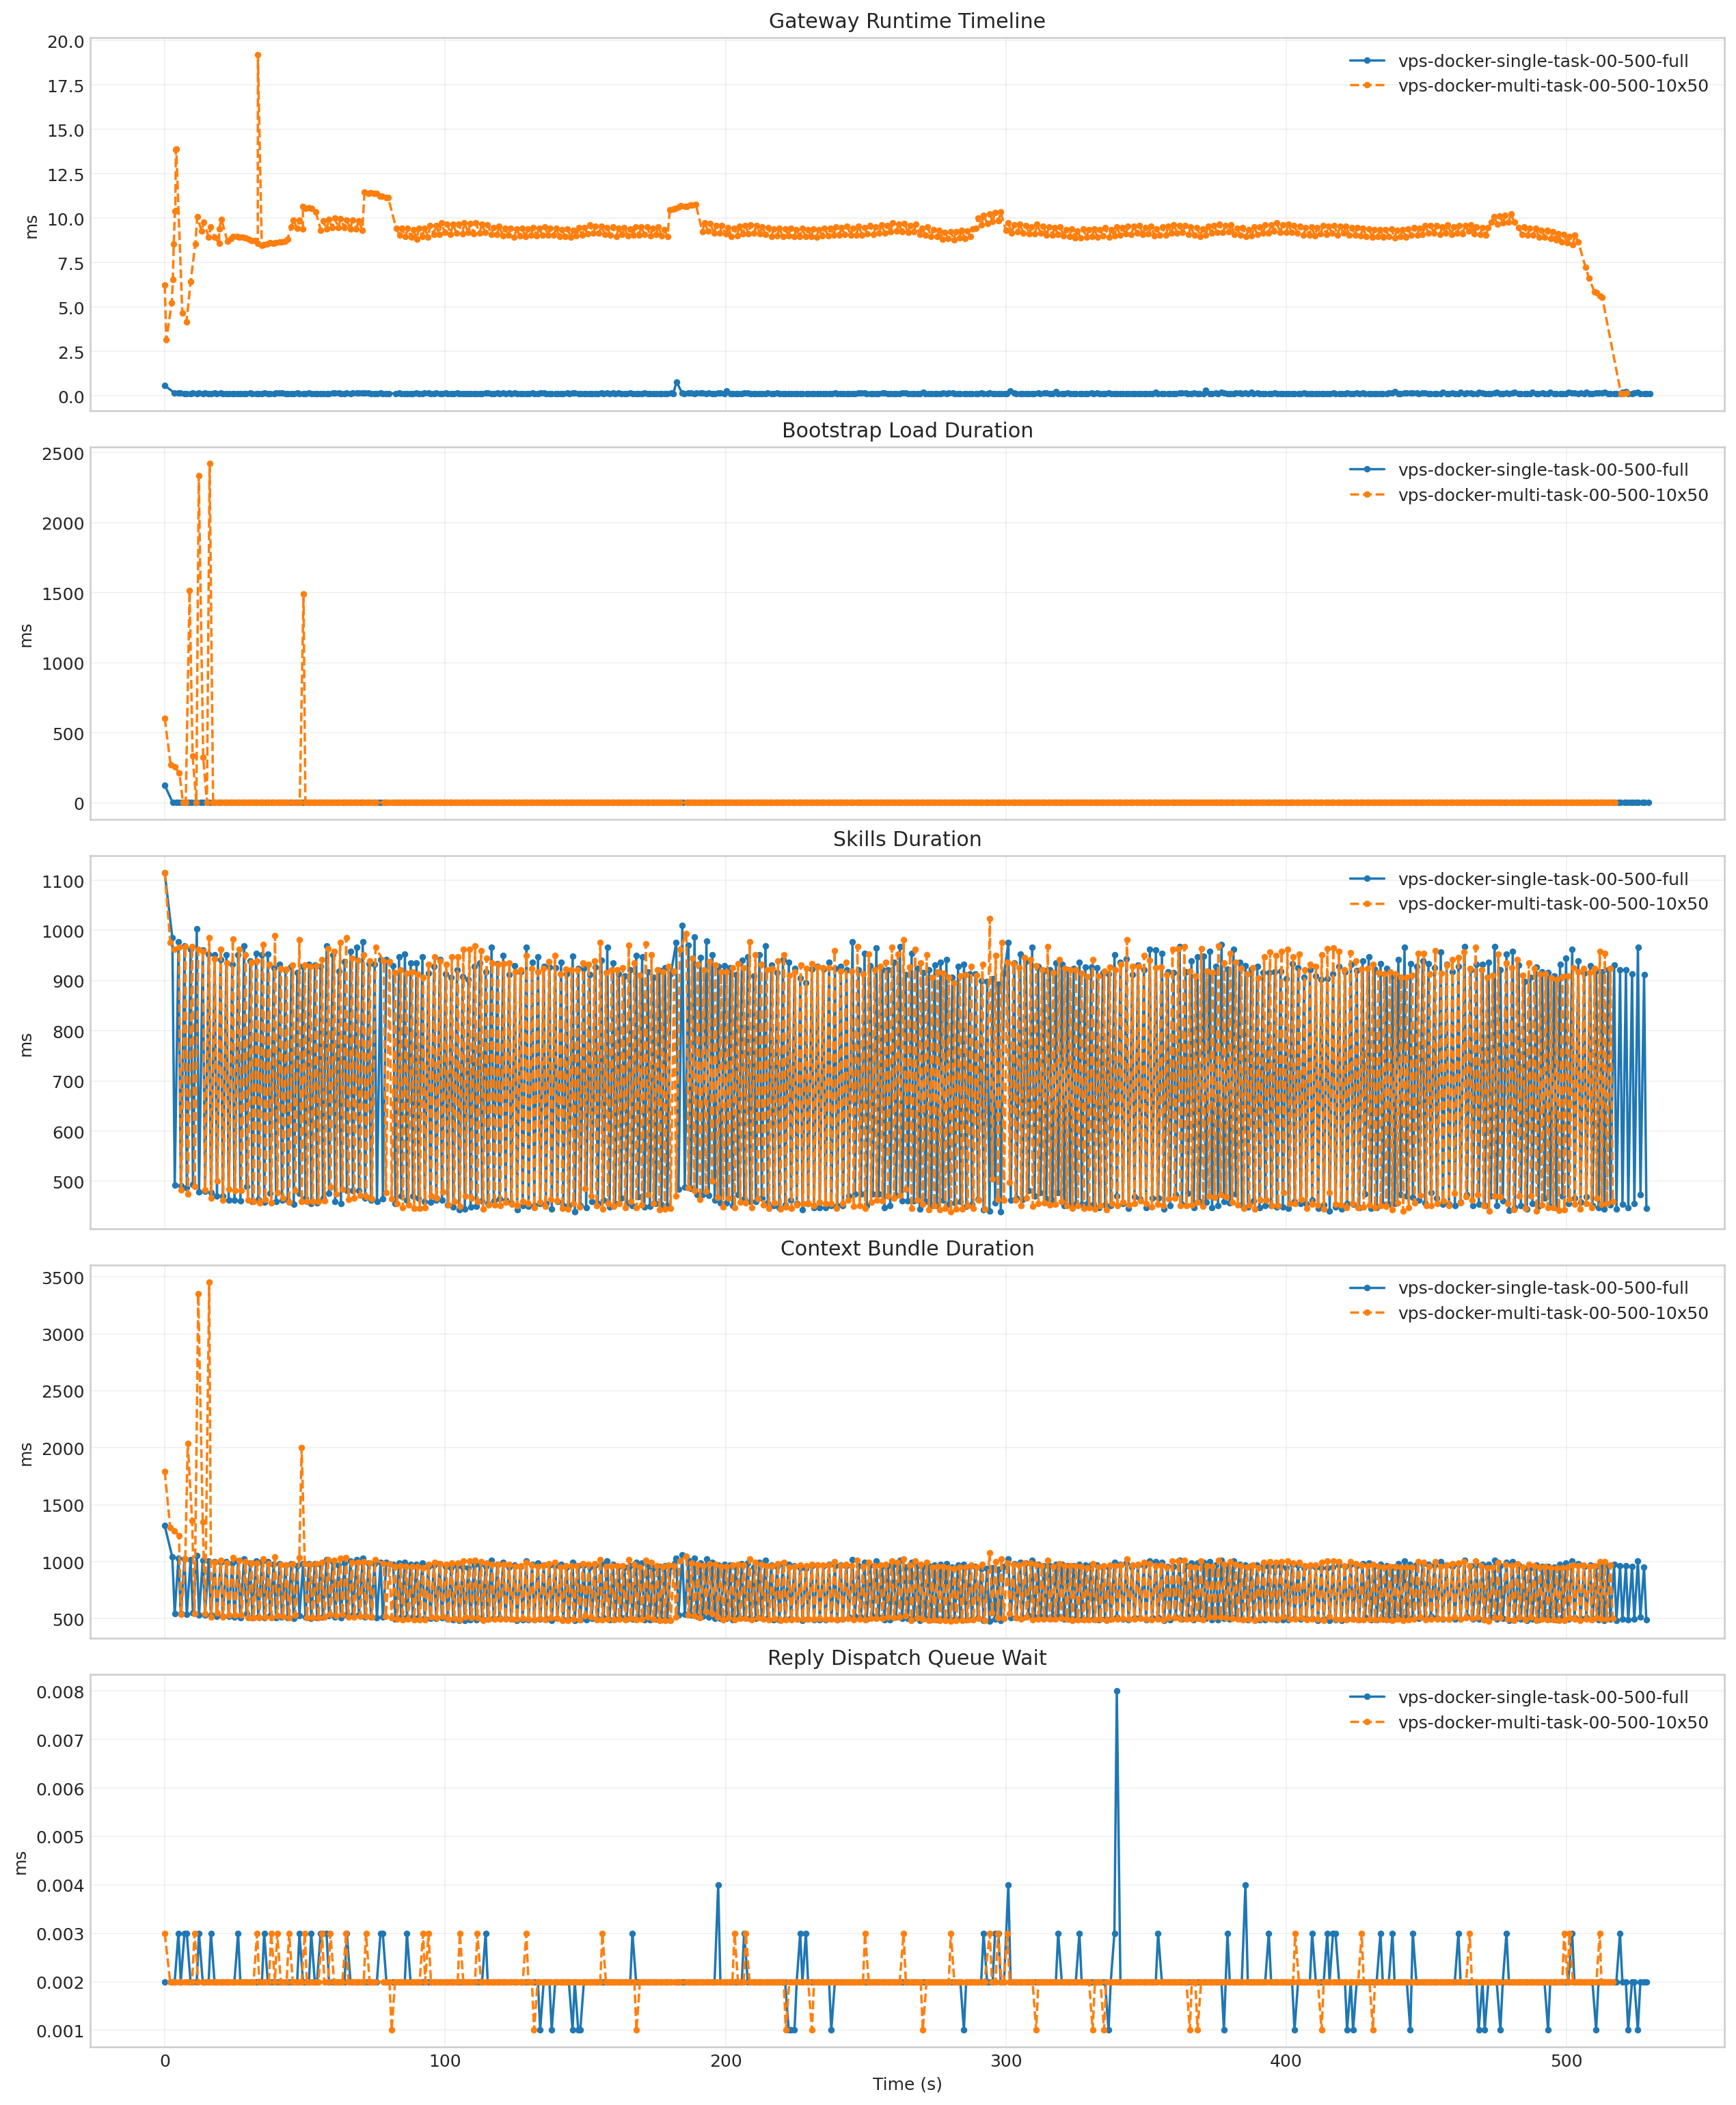 Gateway Runtime Timeline
20.0
17.5
15.0
12.5
10.0
7.5
5.0
2.5
0.0
ms
vps-docker-single-task-00-500-full
vps-docker-multi-task-00-500-10x50
Bootstrap Load Duration
2500
2000
1500
1000
500
0
ms
vps-docker-single-task-00-500-full
vps-docker-multi-task-00-500-10x50
Skills Duration
1100
1000
900
800
700
600
500
ms
vps-docker-single-task-00-500-full
vps-docker-multi-task-00-500-10x50
Context Bundle Duration
3500
3000
2500
2000
1500
1000
500
ms
vps-docker-single-task-00-500-full
vps-docker-multi-task-00-500-10x50
Reply Dispatch Queue Wait
0.008
0.007
0.006
0.005
0.004
0.003
0.002
0.001
ms
vps-docker-single-task-00-500-full
vps-docker-multi-task-00-500-10x50
0 100 200 300 400 500
Time (s)